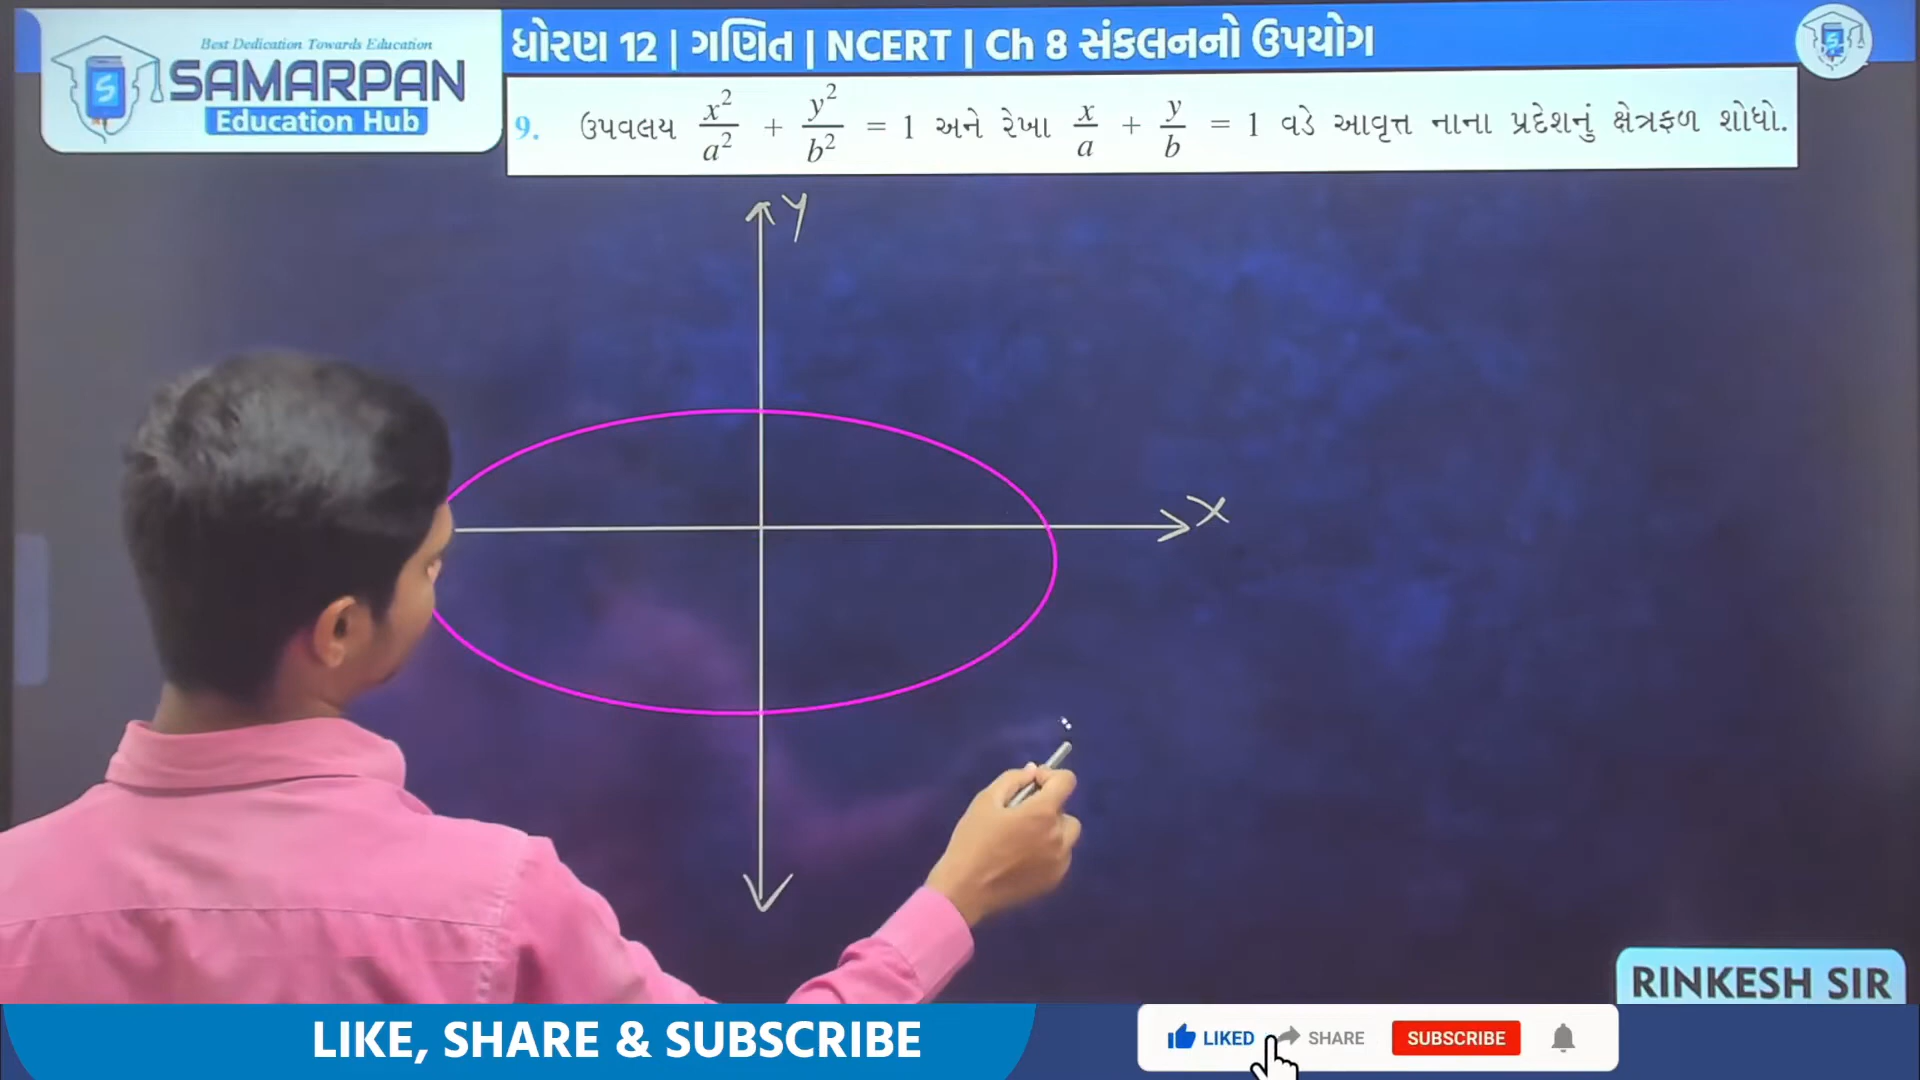 Best Dedication Towards Education
SAMARPAN
Education Hub
ધોરણ 12 | ગણિત | NCERT | Ch 8 સંકલનનો ઉપયોગ
9. ઉપવલય x²/a² + y²/b² = 1 અને રેખા x/a + y/b = 1 વડે આવૃત્ત નાના પ્રદેશનું ક્ષેત્રફળ શોધો.
Y
X
RINKESH SIR
LIKE, SHARE & SUBSCRIBE
LIKED SHARE SUBSCRIBE